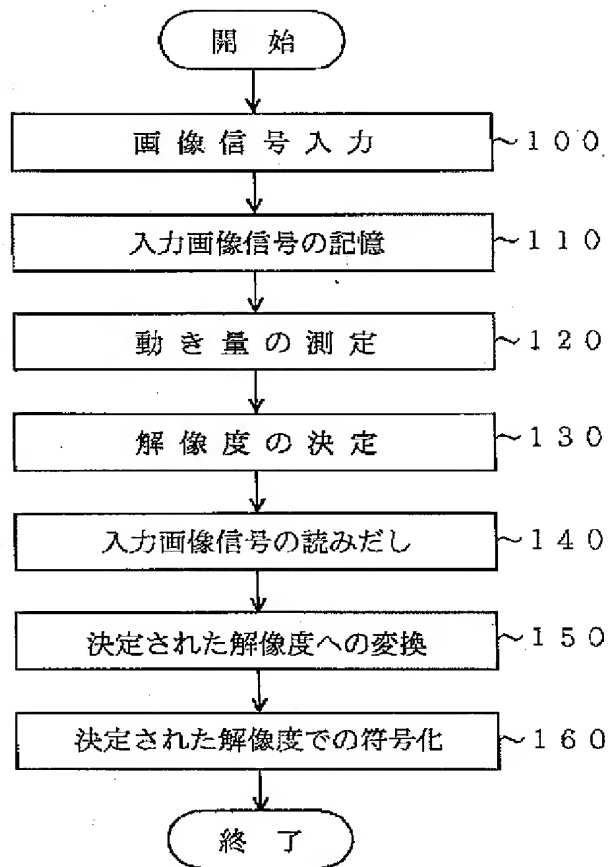 開 始
画 像 信 号 入 力 ～１００
入力画像信号の記憶 ～１１０
動 き 量 の 測 定 ～１２０
解 像 度 の 決 定 ～１３０
入力画像信号の読みだし ～１４０
決定された解像度への変換 ～１５０
決定された解像度での符号化 ～１６０
終 了